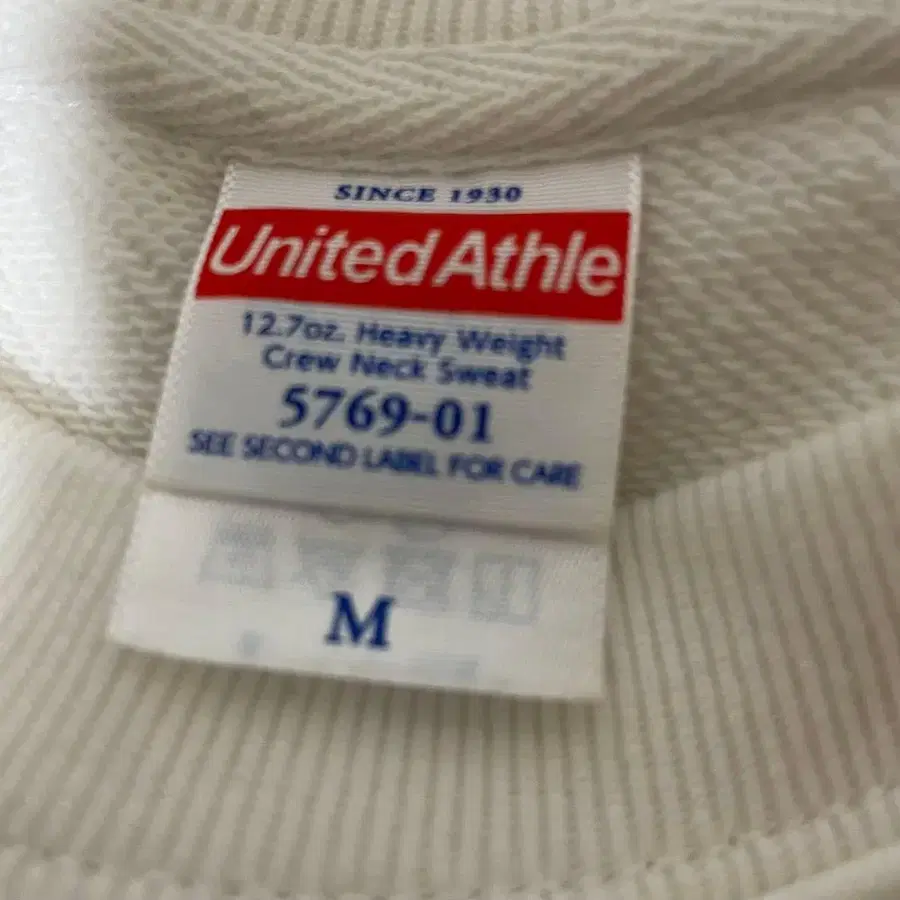 SINCE 1930
United Athle
12.7oz. Heavy Weight
Crew Neck Sweat
5769-01
SEE SECOND LABEL FOR CARE
M